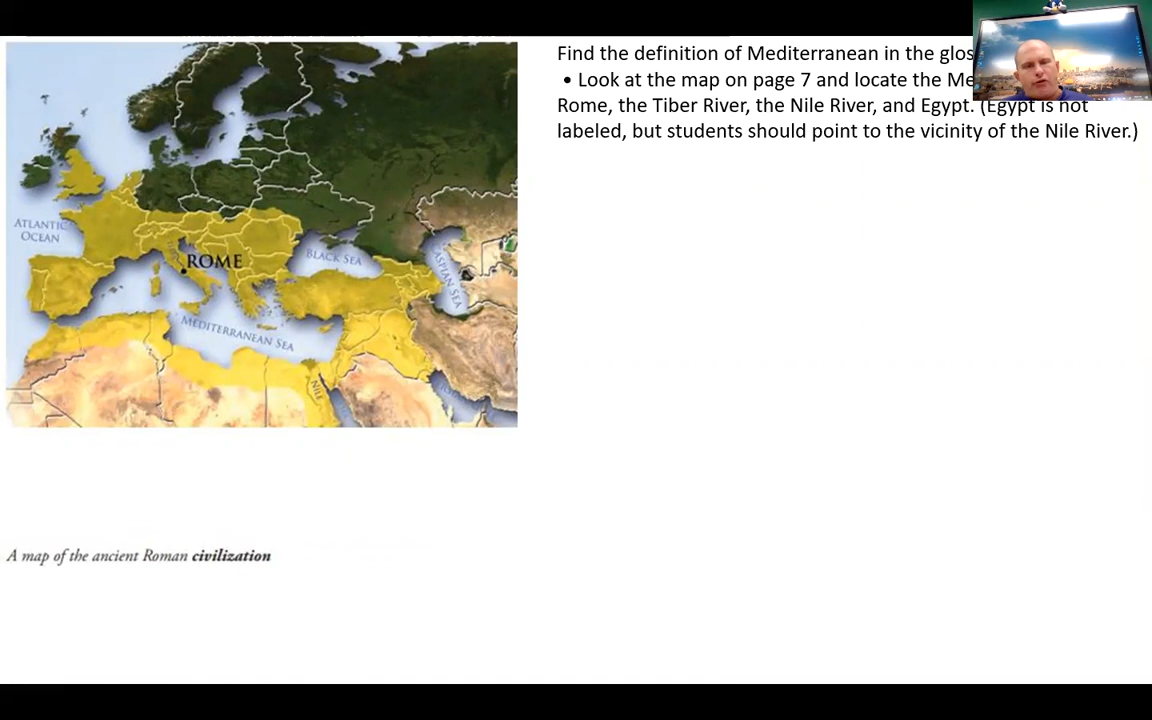 Find the definition of Mediterranean in the glos
• Look at the map on page 7 and locate the Me
Rome, the Tiber River, the Nile River, and Egypt. (Egypt is not
labeled, but students should point to the vicinity of the Nile River.)
ATLANTIC
OCEAN
ROME
BLACK SEA
CASPIAN SEA
MEDITERRANEAN SEA
NILE
A map of the ancient Roman civilization